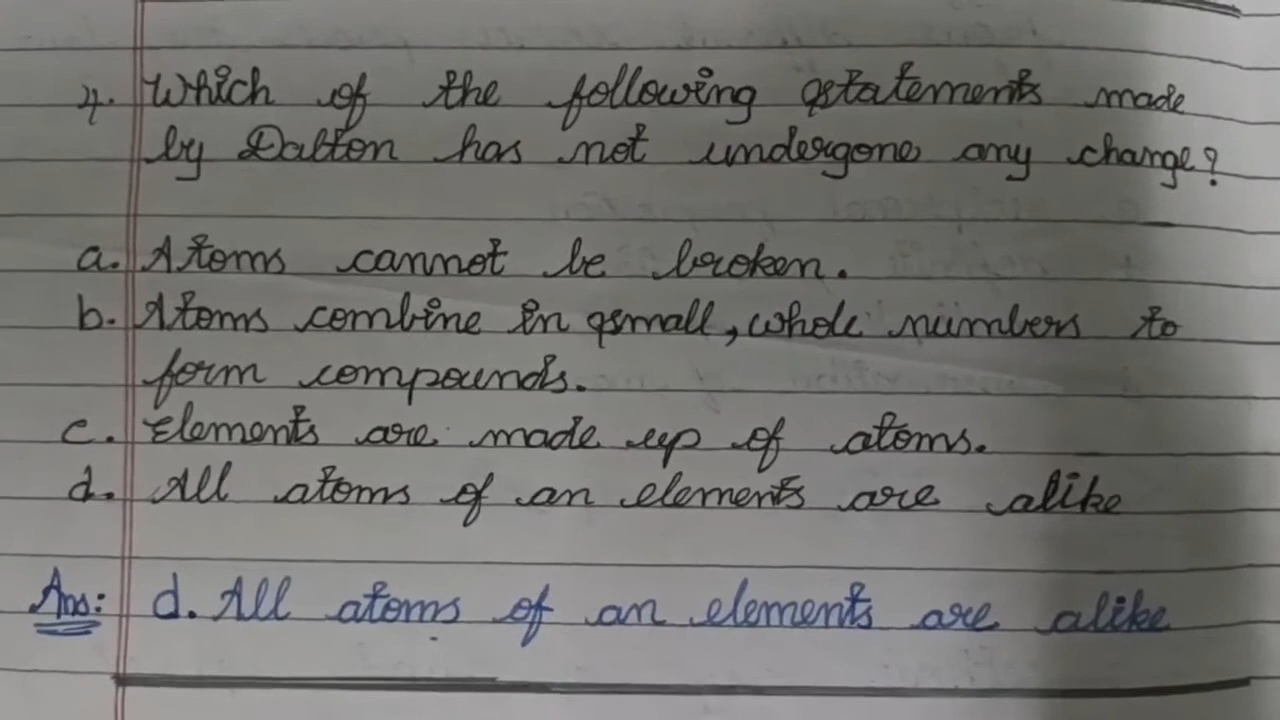 4. Which of the following statements made
by Dalton has not undergone any change?
a. Atoms cannot be broken.
b. Atoms combine in small, whole numbers to
form compounds.
c. Elements are made up of atoms.
d. All atoms of an elements are alike
Ans: d. All atoms of an elements are alike